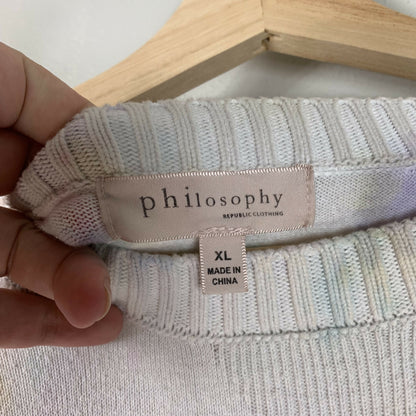 philosophy
REPUBLIC CLOTHING
XL
MADE IN
CHINA